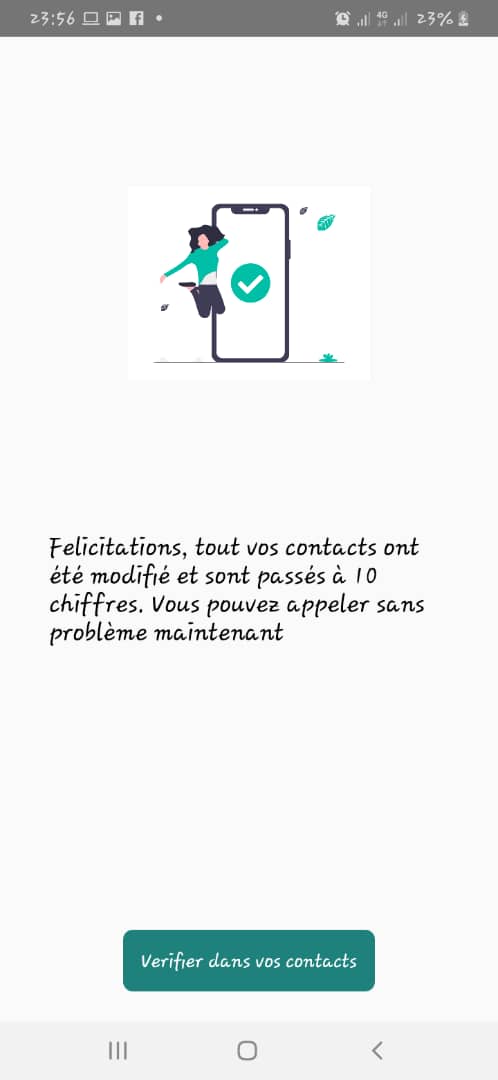 23:56
4G
23%
Felicitations, tout vos contacts ont
été modifié et sont passés à 10
chiffres. Vous pouvez appeler sans
problème maintenant
Verifier dans vos contacts